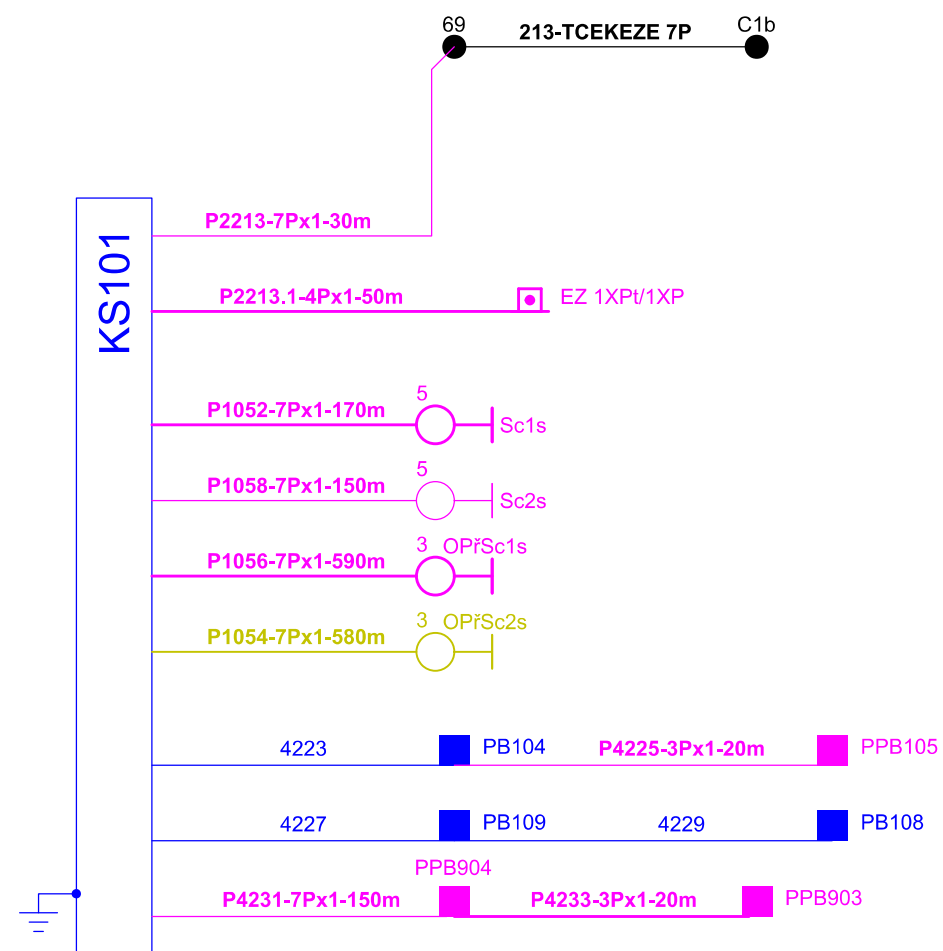 69
213-TCEKEZE 7P
C1b
P2213-7Px1-30m
KS101
P2213.1-4Px1-50m
EZ 1XPt/1XP
5
P1052-7Px1-170m
Sc1s
5
P1058-7Px1-150m
Sc2s
3 OPřSc1s
P1056-7Px1-590m
3 OPřSc2s
P1054-7Px1-580m
4223
PB104
P4225-3Px1-20m
PPB105
4227
PB109
4229
PB108
PPB904
P4231-7Px1-150m
P4233-3Px1-20m
PPB903